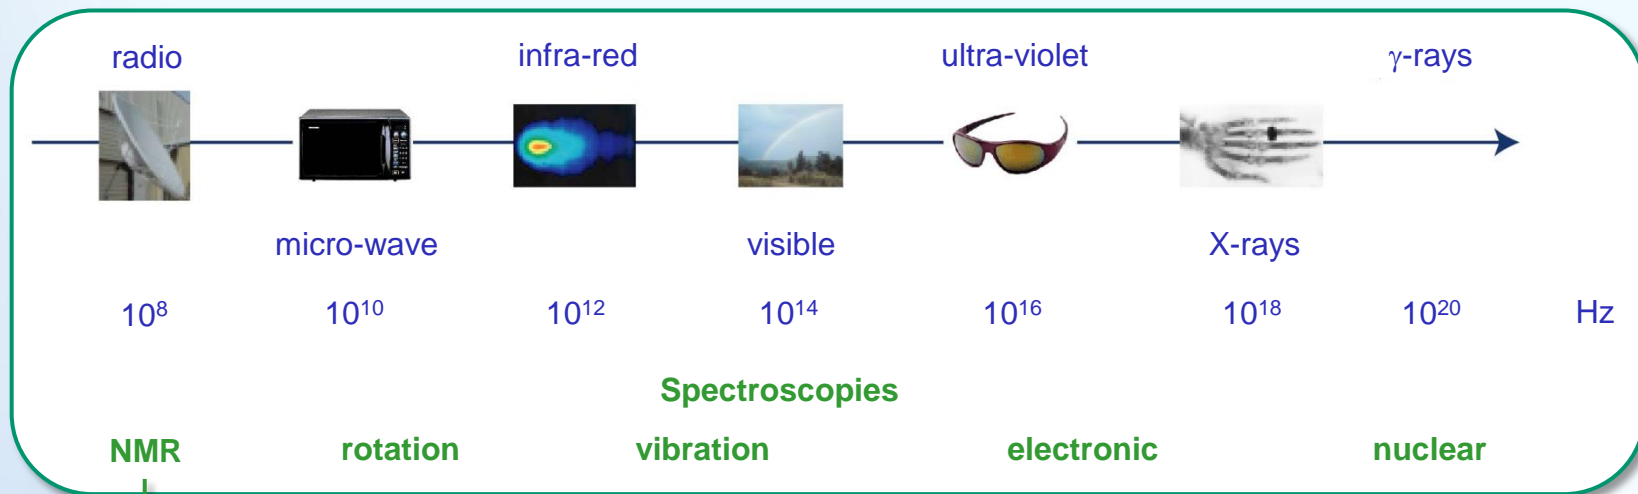 radio infra-red ultra-violet γ-rays
micro-wave visible X-rays
10⁸ 10¹⁰ 10¹² 10¹⁴ 10¹⁶ 10¹⁸ 10²⁰ Hz
Spectroscopies
NMR rotation vibration electronic nuclear